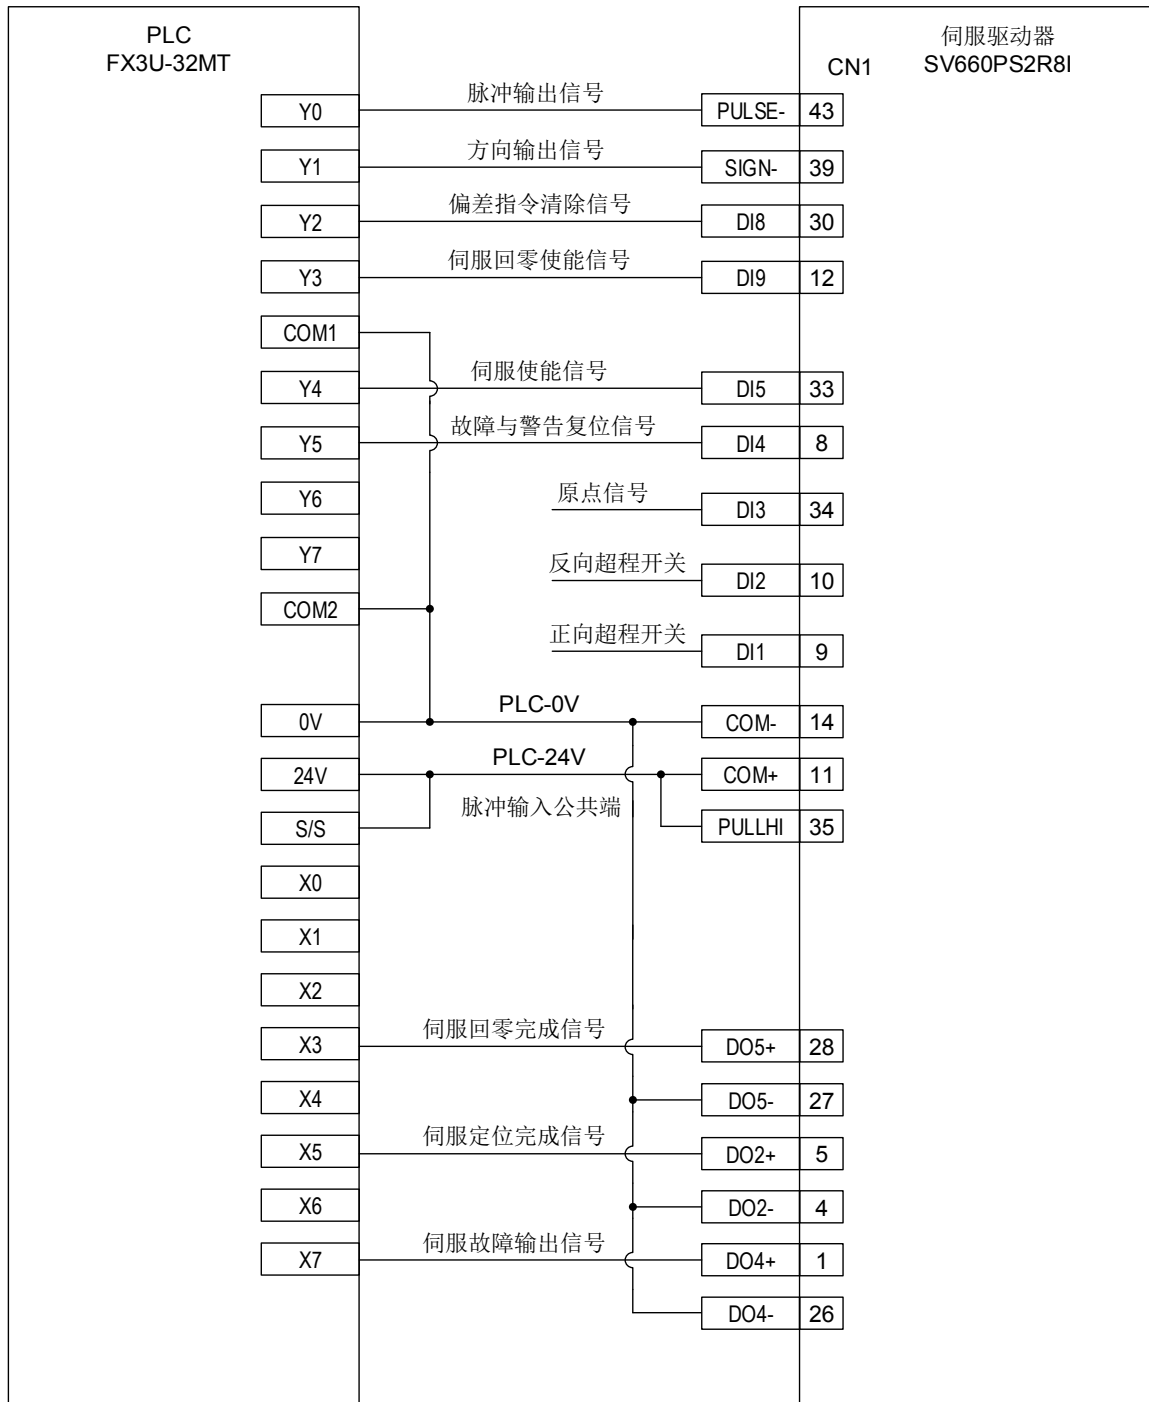 PLC
FX3U-32MT
伺服驱动器
SV660PS2R8I
CN1
Y0
脉冲输出信号
PULSE-
43
Y1
方向输出信号
SIGN-
39
Y2
偏差指令清除信号
DI8
30
Y3
伺服回零使能信号
DI9
12
COM1
Y4
伺服使能信号
DI5
33
Y5
故障与警告复位信号
DI4
8
Y6
原点信号
DI3
34
Y7
反向超程开关
DI2
10
COM2
正向超程开关
DI1
9
0V
PLC-0V
COM-
14
24V
PLC-24V
COM+
11
S/S
脉冲输入公共端
PULLHI
35
X0
X1
X2
X3
伺服回零完成信号
DO5+
28
X4
DO5-
27
X5
伺服定位完成信号
DO2+
5
X6
DO2-
4
X7
伺服故障输出信号
DO4+
1
DO4-
26